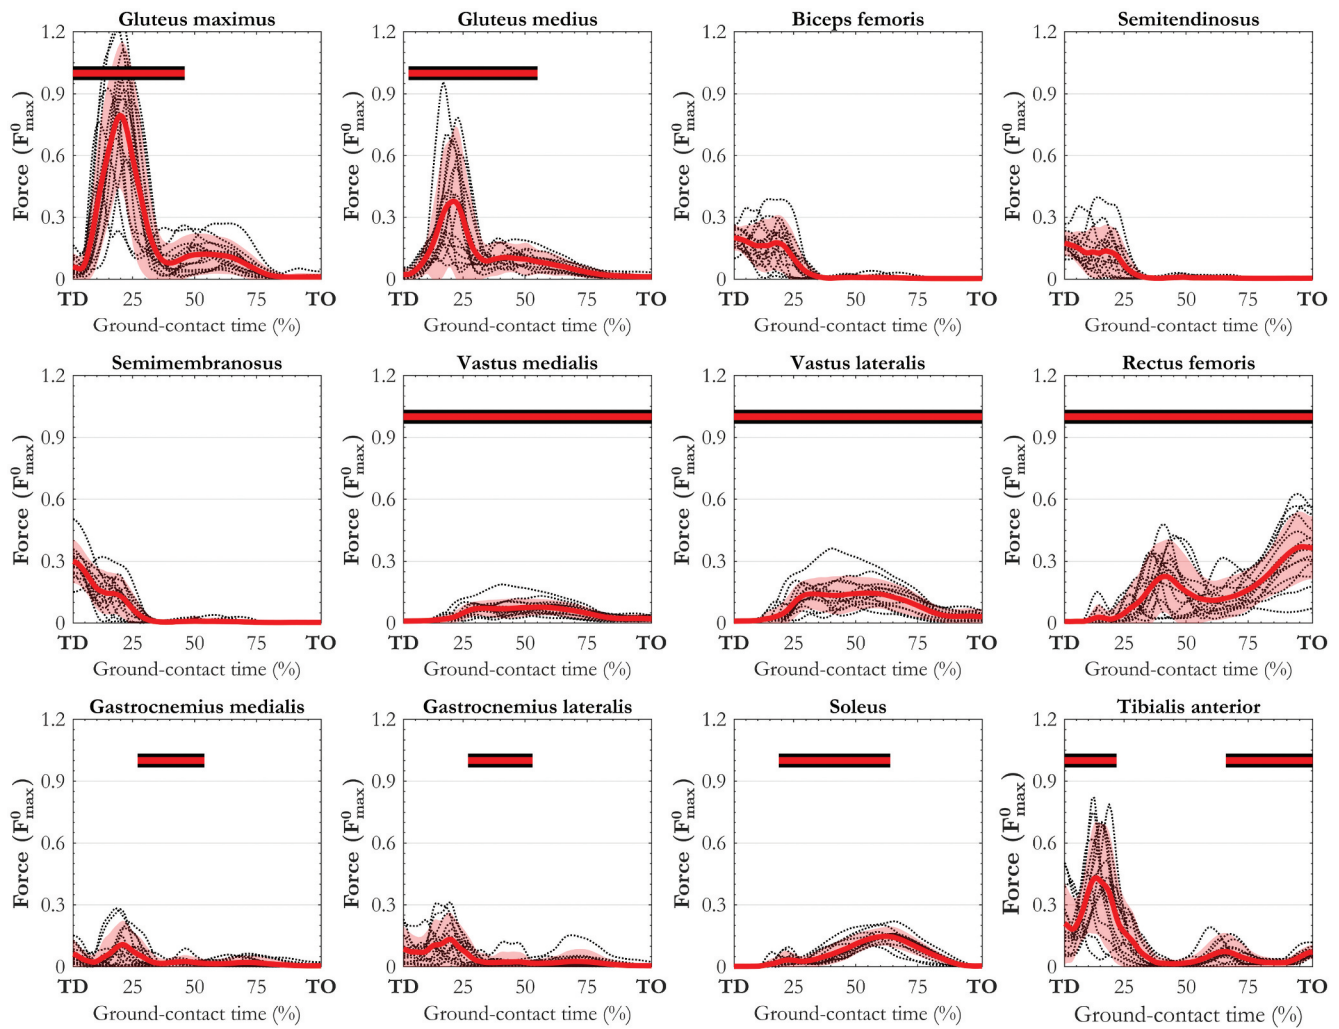 Gluteus maximus
1.2
0.9
0.6
0.3
0
Force (F⁰max)
TD 25 50 75 TO
Ground-contact time (%)
Gluteus medius
1.2
0.9
0.6
0.3
0
Force (F⁰max)
TD 25 50 75 TO
Ground-contact time (%)
Biceps femoris
1.2
0.9
0.6
0.3
0
Force (F⁰max)
TD 25 50 75 TO
Ground-contact time (%)
Semitendinosus
1.2
0.9
0.6
0.3
0
Force (F⁰max)
TD 25 50 75 TO
Ground-contact time (%)
Semimembranosus
1.2
0.9
0.6
0.3
0
Force (F⁰max)
TD 25 50 75 TO
Ground-contact time (%)
Vastus medialis
1.2
0.9
0.6
0.3
0
Force (F⁰max)
TD 25 50 75 TO
Ground-contact time (%)
Vastus lateralis
1.2
0.9
0.6
0.3
0
Force (F⁰max)
TD 25 50 75 TO
Ground-contact time (%)
Rectus femoris
1.2
0.9
0.6
0.3
0
Force (F⁰max)
TD 25 50 75 TO
Ground-contact time (%)
Gastrocnemius medialis
1.2
0.9
0.6
0.3
0
Force (F⁰max)
TD 25 50 75 TO
Ground-contact time (%)
Gastrocnemius lateralis
1.2
0.9
0.6
0.3
0
Force (F⁰max)
TD 25 50 75 TO
Ground-contact time (%)
Soleus
1.2
0.9
0.6
0.3
0
Force (F⁰max)
TD 25 50 75 TO
Ground-contact time (%)
Tibialis anterior
1.2
0.9
0.6
0.3
0
Force (F⁰max)
TD 25 50 75 TO
Ground-contact time (%)